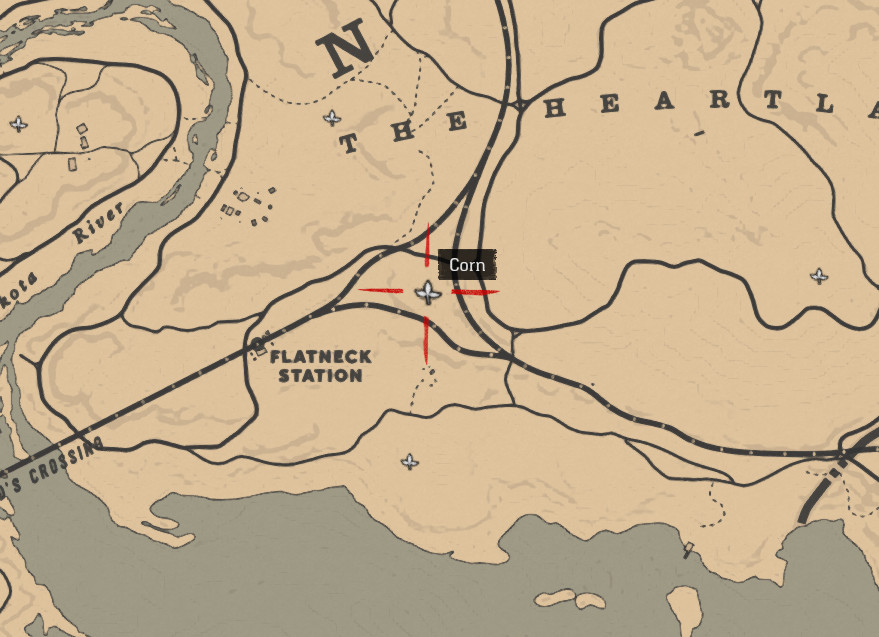 N
THE HEARTLA
River
kota
Corn
FLATNECK
STATION
D'S CROSSING